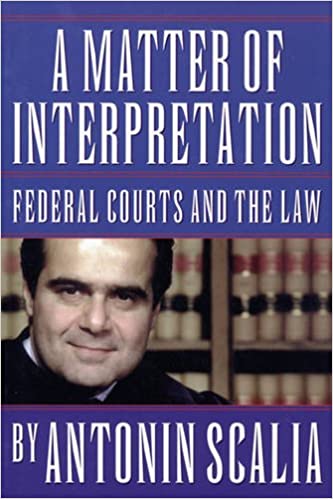 A MATTER OF
INTERPRETATION
FEDERAL COURTS AND THE LAW
BY ANTONIN SCALIA